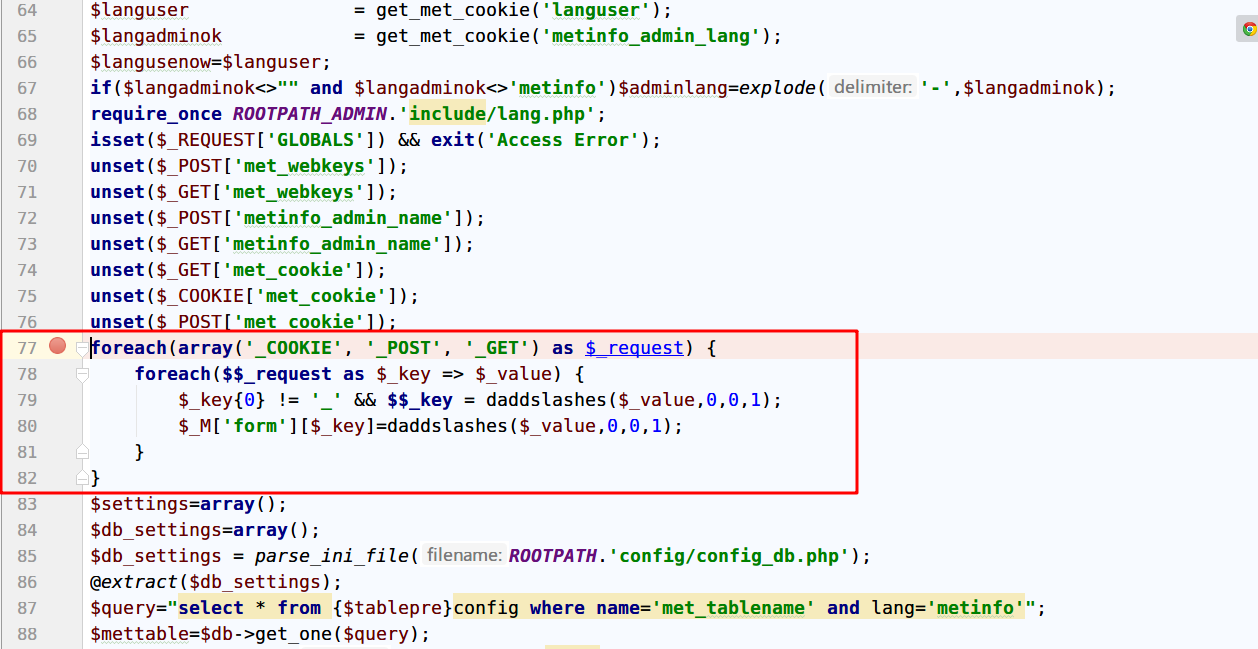 64 $languser = get_met_cookie('languser');
65 $langadminok = get_met_cookie('metinfo_admin_lang');
66 $langusenow=$languser;
67 if($langadminok<>"" and $langadminok<>'metinfo')$adminlang=explode( delimiter: '-',$langadminok);
68 require_once ROOTPATH_ADMIN.'include/lang.php';
69 isset($_REQUEST['GLOBALS']) && exit('Access Error');
70 unset($_POST['met_webkeys']);
71 unset($_GET['met_webkeys']);
72 unset($_POST['metinfo_admin_name']);
73 unset($_GET['metinfo_admin_name']);
74 unset($_GET['met_cookie']);
75 unset($_COOKIE['met_cookie']);
76 unset($_POST['met_cookie']);
77 foreach(array('_COOKIE', '_POST', '_GET') as $_request) {
78 foreach($$_request as $_key => $_value) {
79 $_key{0} != '_' && $$_key = daddslashes($_value,0,0,1);
80 $_M['form'][$_key]=daddslashes($_value,0,0,1);
81 }
82 }
83 $settings=array();
84 $db_settings=array();
85 $db_settings = parse_ini_file( filename: ROOTPATH.'config/config_db.php');
86 @extract($db_settings);
87 $query="select * from {$tablepre}config where name='met_tablename' and lang='metinfo'";
88 $mettable=$db->get_one($query);